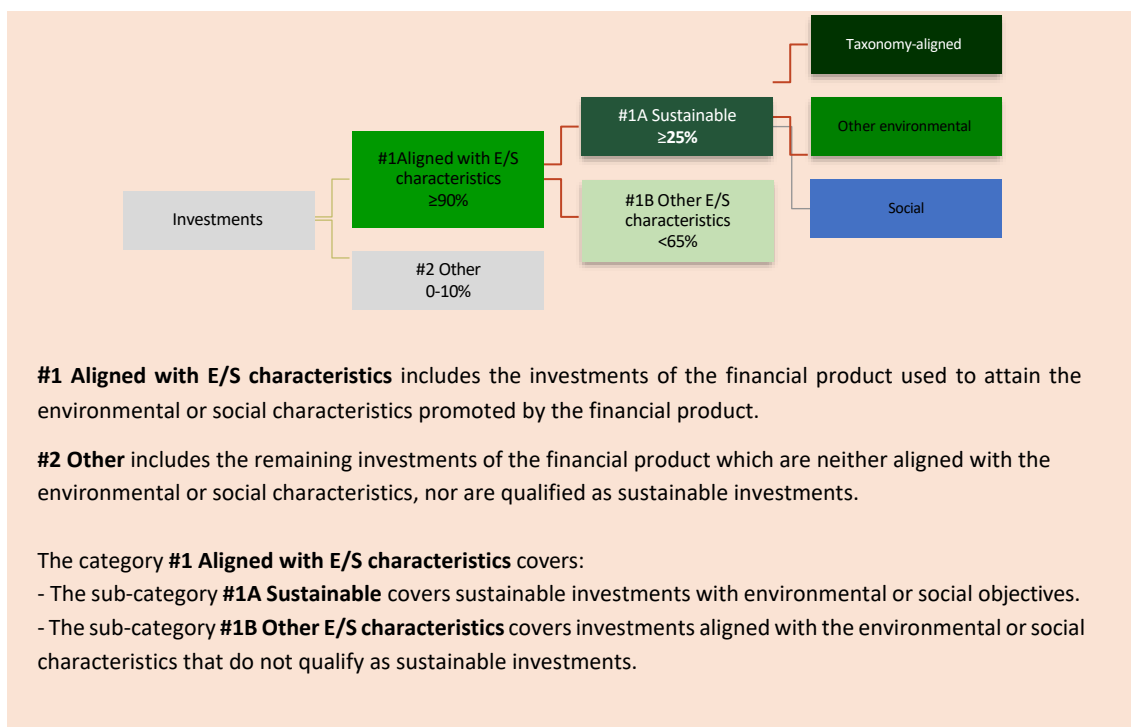 Taxonomy-aligned
#1A Sustainable
≥25%
Other environmental
#1Aligned with E/S
characteristics
≥90%
#1B Other E/S
characteristics
<65%
Social
Investments
#2 Other
0-10%
#1 Aligned with E/S characteristics includes the investments of the financial product used to attain the
environmental or social characteristics promoted by the financial product.
#2 Other includes the remaining investments of the financial product which are neither aligned with the
environmental or social characteristics, nor are qualified as sustainable investments.
The category #1 Aligned with E/S characteristics covers:
- The sub-category #1A Sustainable covers sustainable investments with environmental or social objectives.
- The sub-category #1B Other E/S characteristics covers investments aligned with the environmental or social
characteristics that do not qualify as sustainable investments.